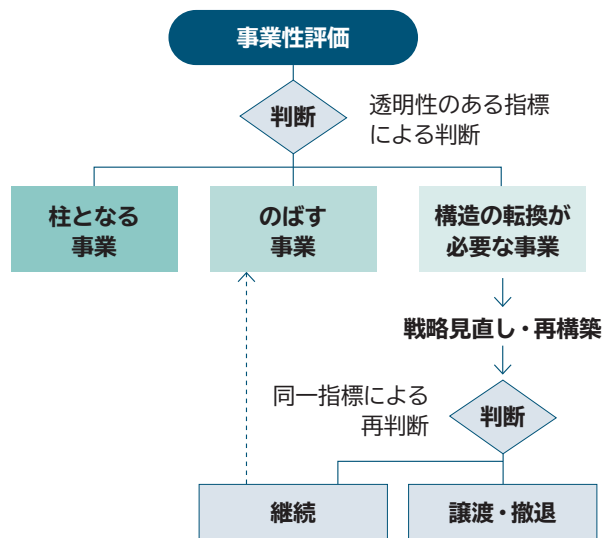 事業性評価
判断
透明性のある指標
による判断
柱となる
事業
のばす
事業
構造の転換が
必要な事業
戦略見直し・再構築
同一指標による
再判断
判断
継続
譲渡・撤退